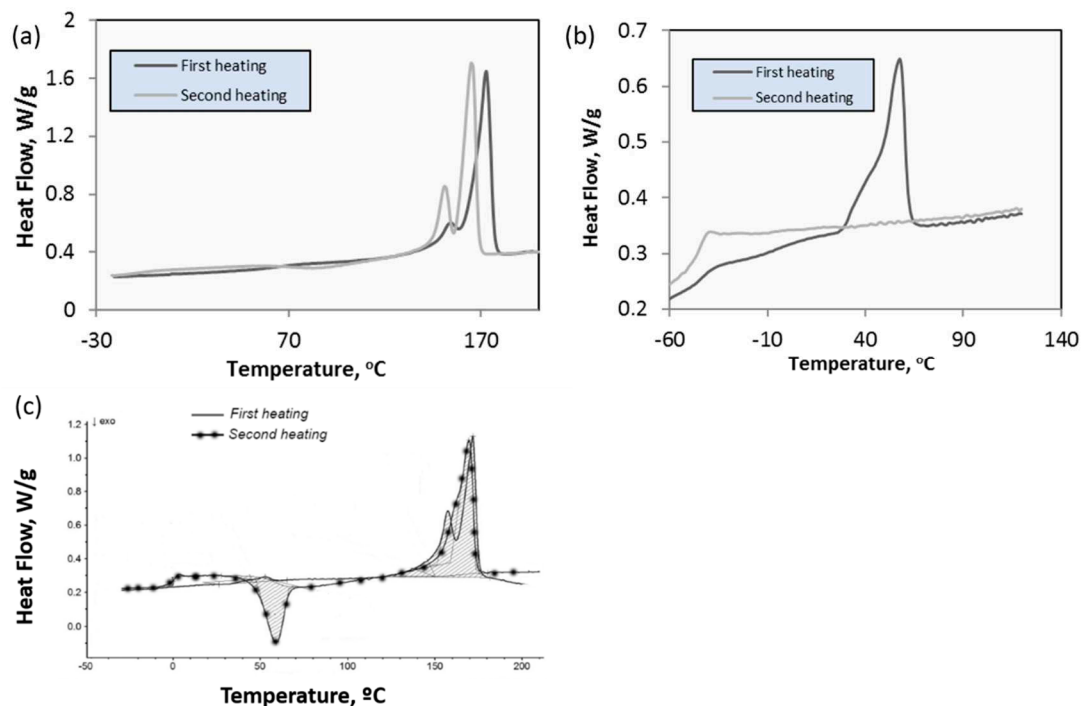 (a)
2
1.6
1.2
0.8
0.4
0
Heat Flow, W/g
First heating
Second heating
-30
70
170
Temperature, °C
(b)
0.7
0.6
0.5
0.4
0.3
0.2
Heat Flow, W/g
First heating
Second heating
-60
-10
40
90
140
Temperature, °C
(c)
↓ exo
First heating
Second heating
1.2
1.0
0.8
0.6
0.4
0.2
0.0
Heat Flow, W/g
-50
0
50
100
150
200
Temperature, ºC